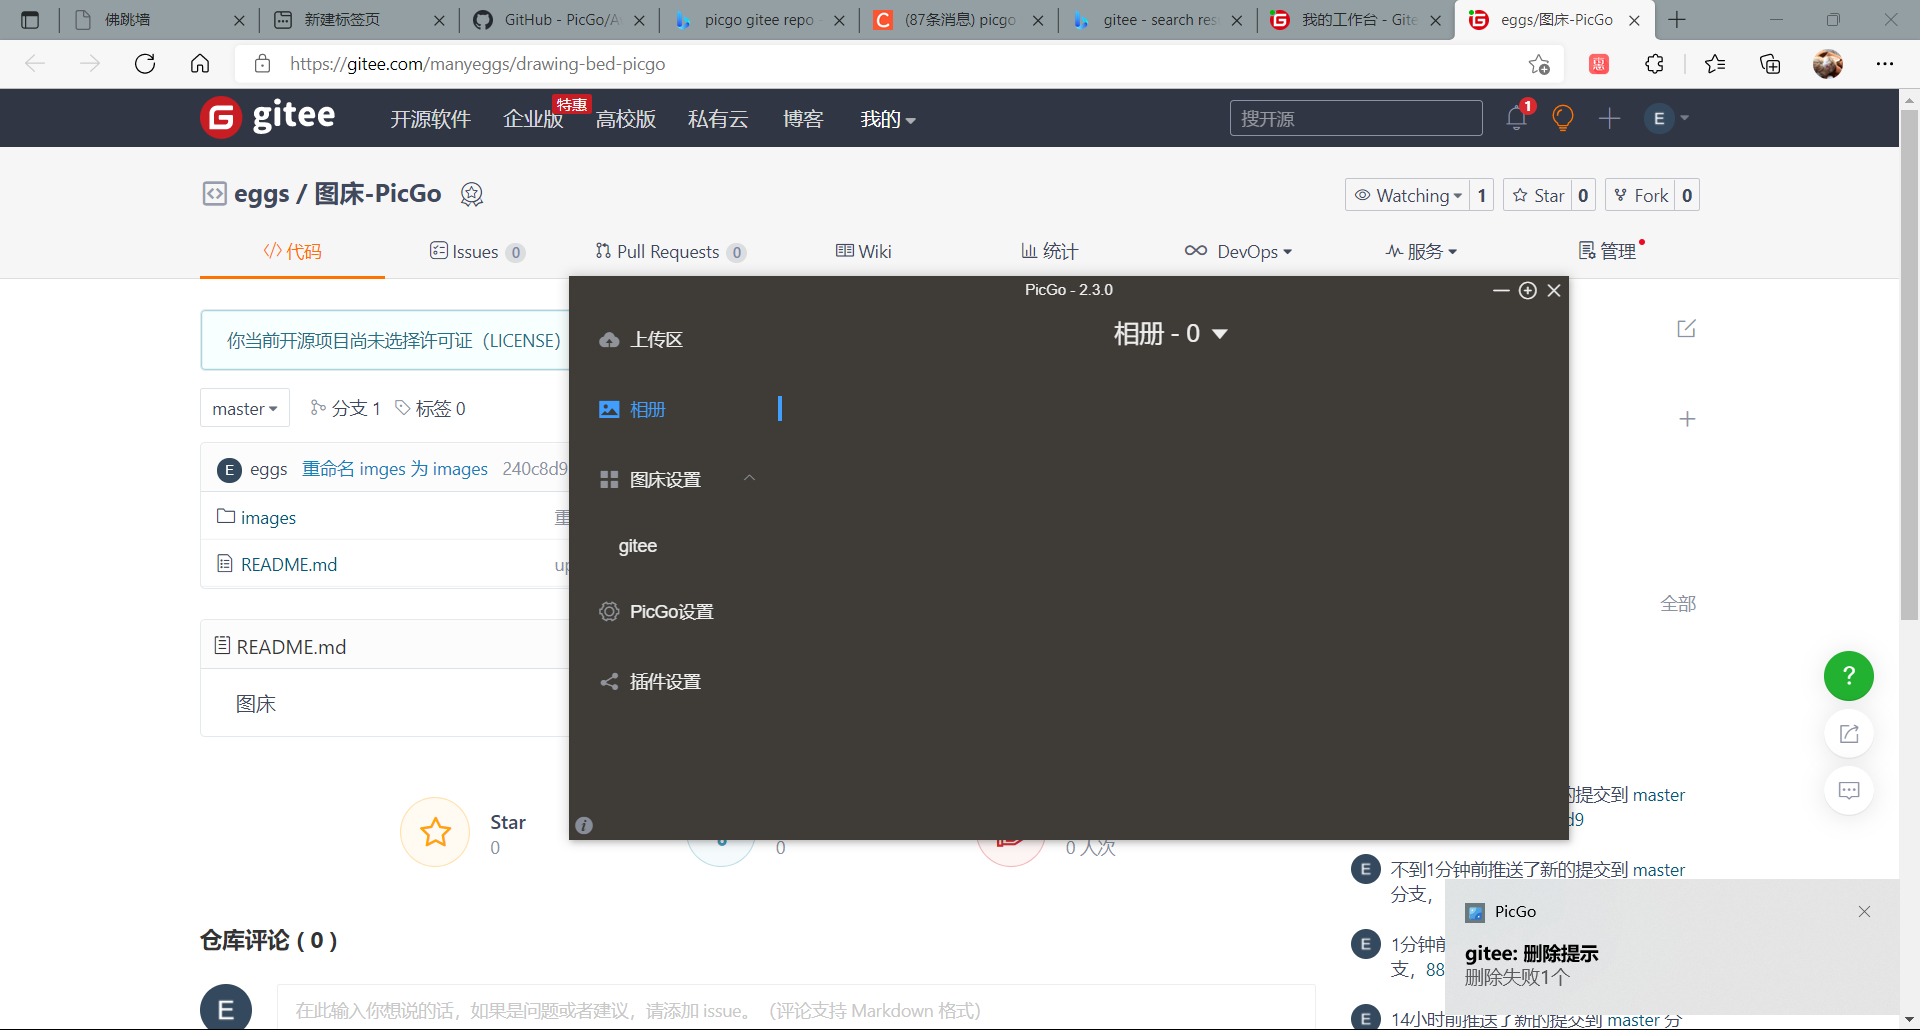 佛跳墙
新建标签页
GitHub - PicGo/A
picgo gitee repo
(87条消息) picgo
gitee - search res
我的工作台 - Gite
eggs/图床-PicGo
https://gitee.com/manyeggs/drawing-bed-picgo
惠
gitee
开源软件
企业版
特惠
高校版
私有云
博客
我的
搜开源
1
E
eggs / 图床-PicGo
Watching 1
Star 0
Fork 0
代码
Issues 0
Pull Requests 0
Wiki
统计
DevOps
服务
管理
你当前开源项目尚未选择许可证（LICENSE）
master
分支 1
标签 0
E eggs 重命名 imges 为 images 240c8d9
images 重
README.md up
README.md
图床
PicGo - 2.3.0
相册 - 0
上传区
相册
图床设置
gitee
PicGo设置
插件设置
全部
?
Star
0
0
0 人次
的提交到 master
d9
E 不到1分钟前推送了新的提交到 master
分支，
E 1分钟前
支，88
E 14小时前推送了新的提交到 master 分
PicGo
gitee: 删除提示
删除失败1个
仓库评论 ( 0 )
E
在此输入你想说的话，如果是问题或者建议，请添加 issue。（评论支持 Markdown 格式）